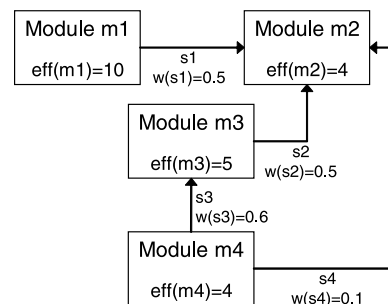 Module m1
eff(m1)=10
s1
w(s1)=0.5
Module m2
eff(m2)=4
Module m3
eff(m3)=5
s2
w(s2)=0.5
s3
w(s3)=0.6
Module m4
eff(m4)=4
s4
w(s4)=0.1